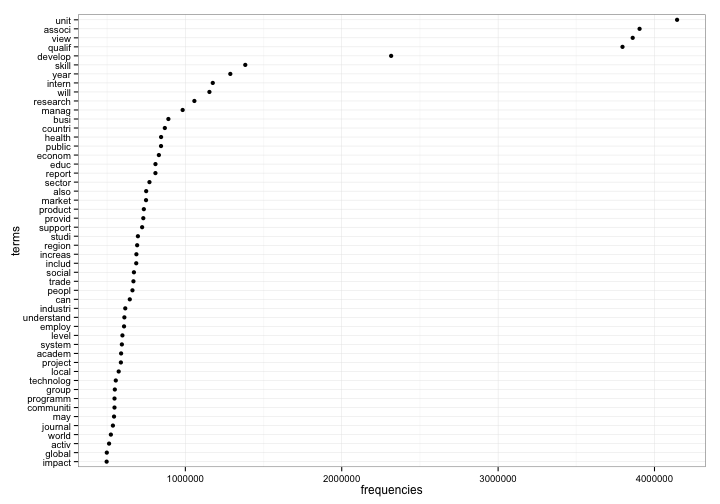 unit
associ
view
qualif
develop
skill
year
intern
will
research
manag
busi
countri
health
public
econom
educ
report
sector
also
market
product
provid
support
studi
region
increas
includ
social
trade
peopl
can
industri
understand
employ
level
system
academ
project
local
technolog
group
programm
communiti
may
journal
world
activ
global
impact
terms
1000000 2000000 3000000 4000000
frequencies